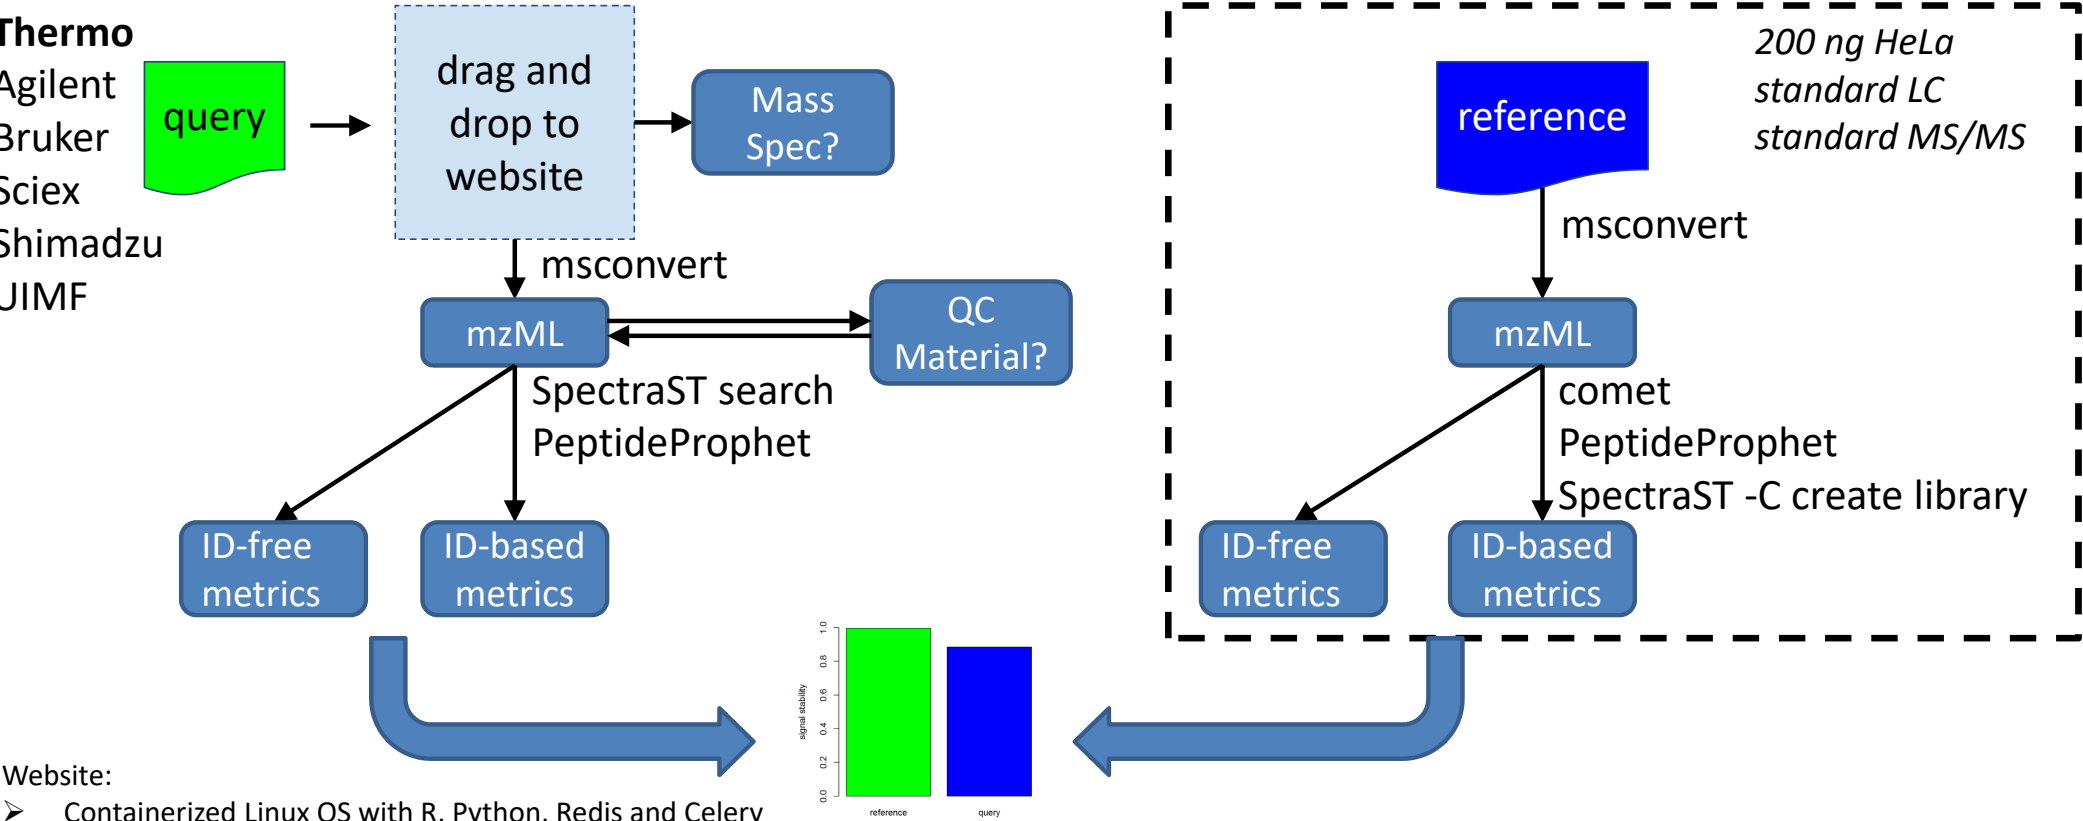 Thermo
Agilent
Bruker
Sciex
Shimadzu
UIMF
query
drag and
drop to
website
Mass
Spec?
msconvert
mzML
QC
Material?
SpectraST search
PeptideProphet
ID-free
metrics
ID-based
metrics
200 ng HeLa
standard LC
standard MS/MS
reference
msconvert
mzML
comet
PeptideProphet
SpectraST -C create library
ID-free
metrics
ID-based
metrics
signal stability
1.0
0.8
0.6
0.4
0.2
0.0
reference
query
Website:
➢ Containerized Linux OS with R, Python, Redis and Celery